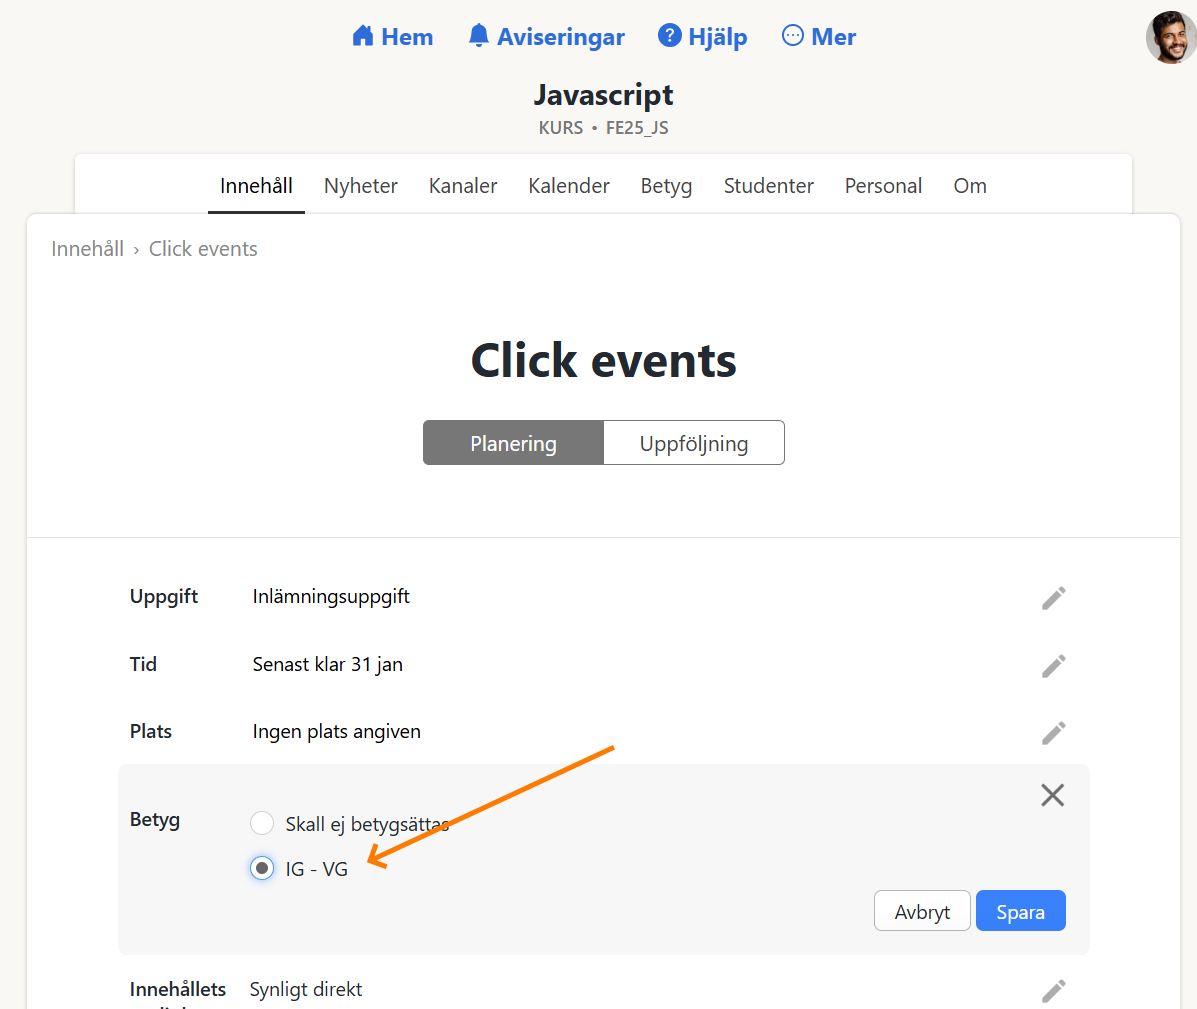 Hem Aviseringar Hjälp Mer
Javascript
KURS • FE25_JS
Innehåll Nyheter Kanaler Kalender Betyg Studenter Personal Om
Innehåll › Click events
Click events
Planering Uppföljning
Uppgift Inlämningsuppgift
Tid Senast klar 31 jan
Plats Ingen plats angiven
Betyg Skall ej betygsättas
IG - VG
Avbryt Spara
Innehållets Synligt direkt